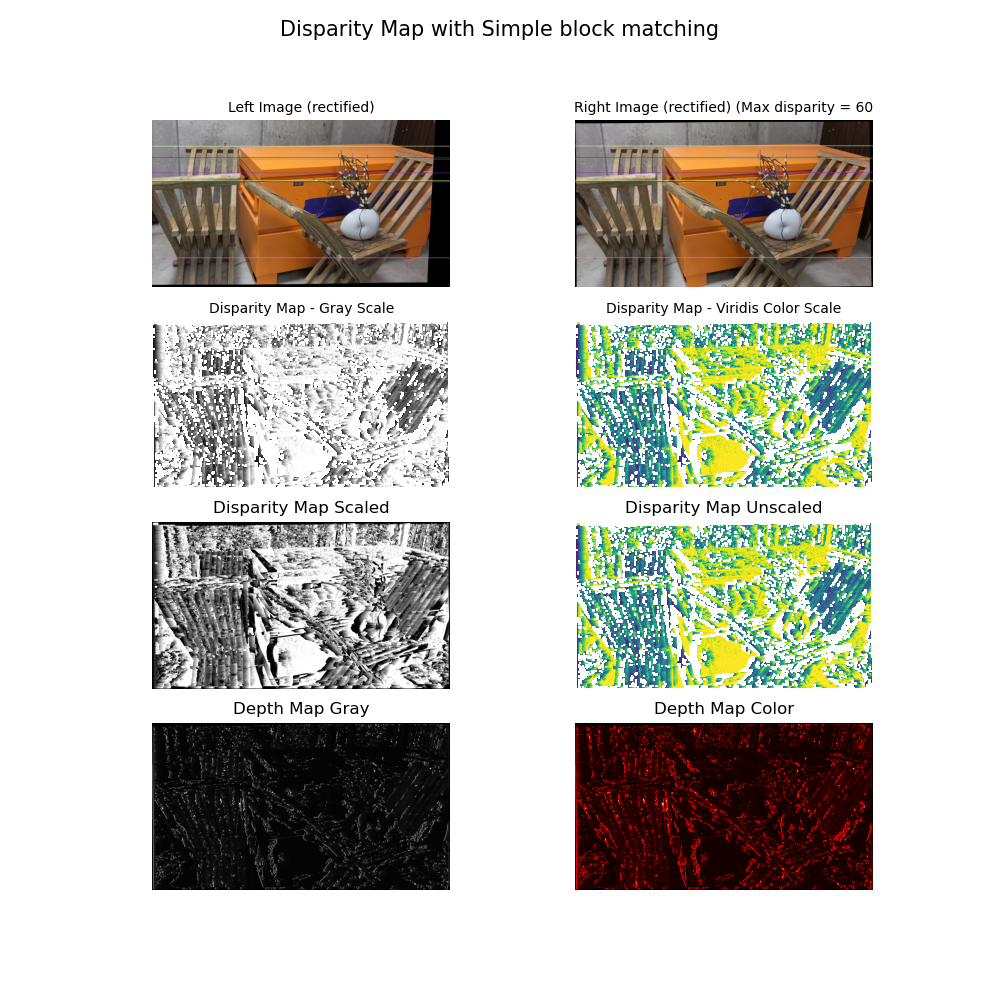 Disparity Map with Simple block matching
Left Image (rectified)
Right Image (rectified) (Max disparity = 60
Disparity Map - Gray Scale
Disparity Map - Viridis Color Scale
Disparity Map Scaled
Disparity Map Unscaled
Depth Map Gray
Depth Map Color